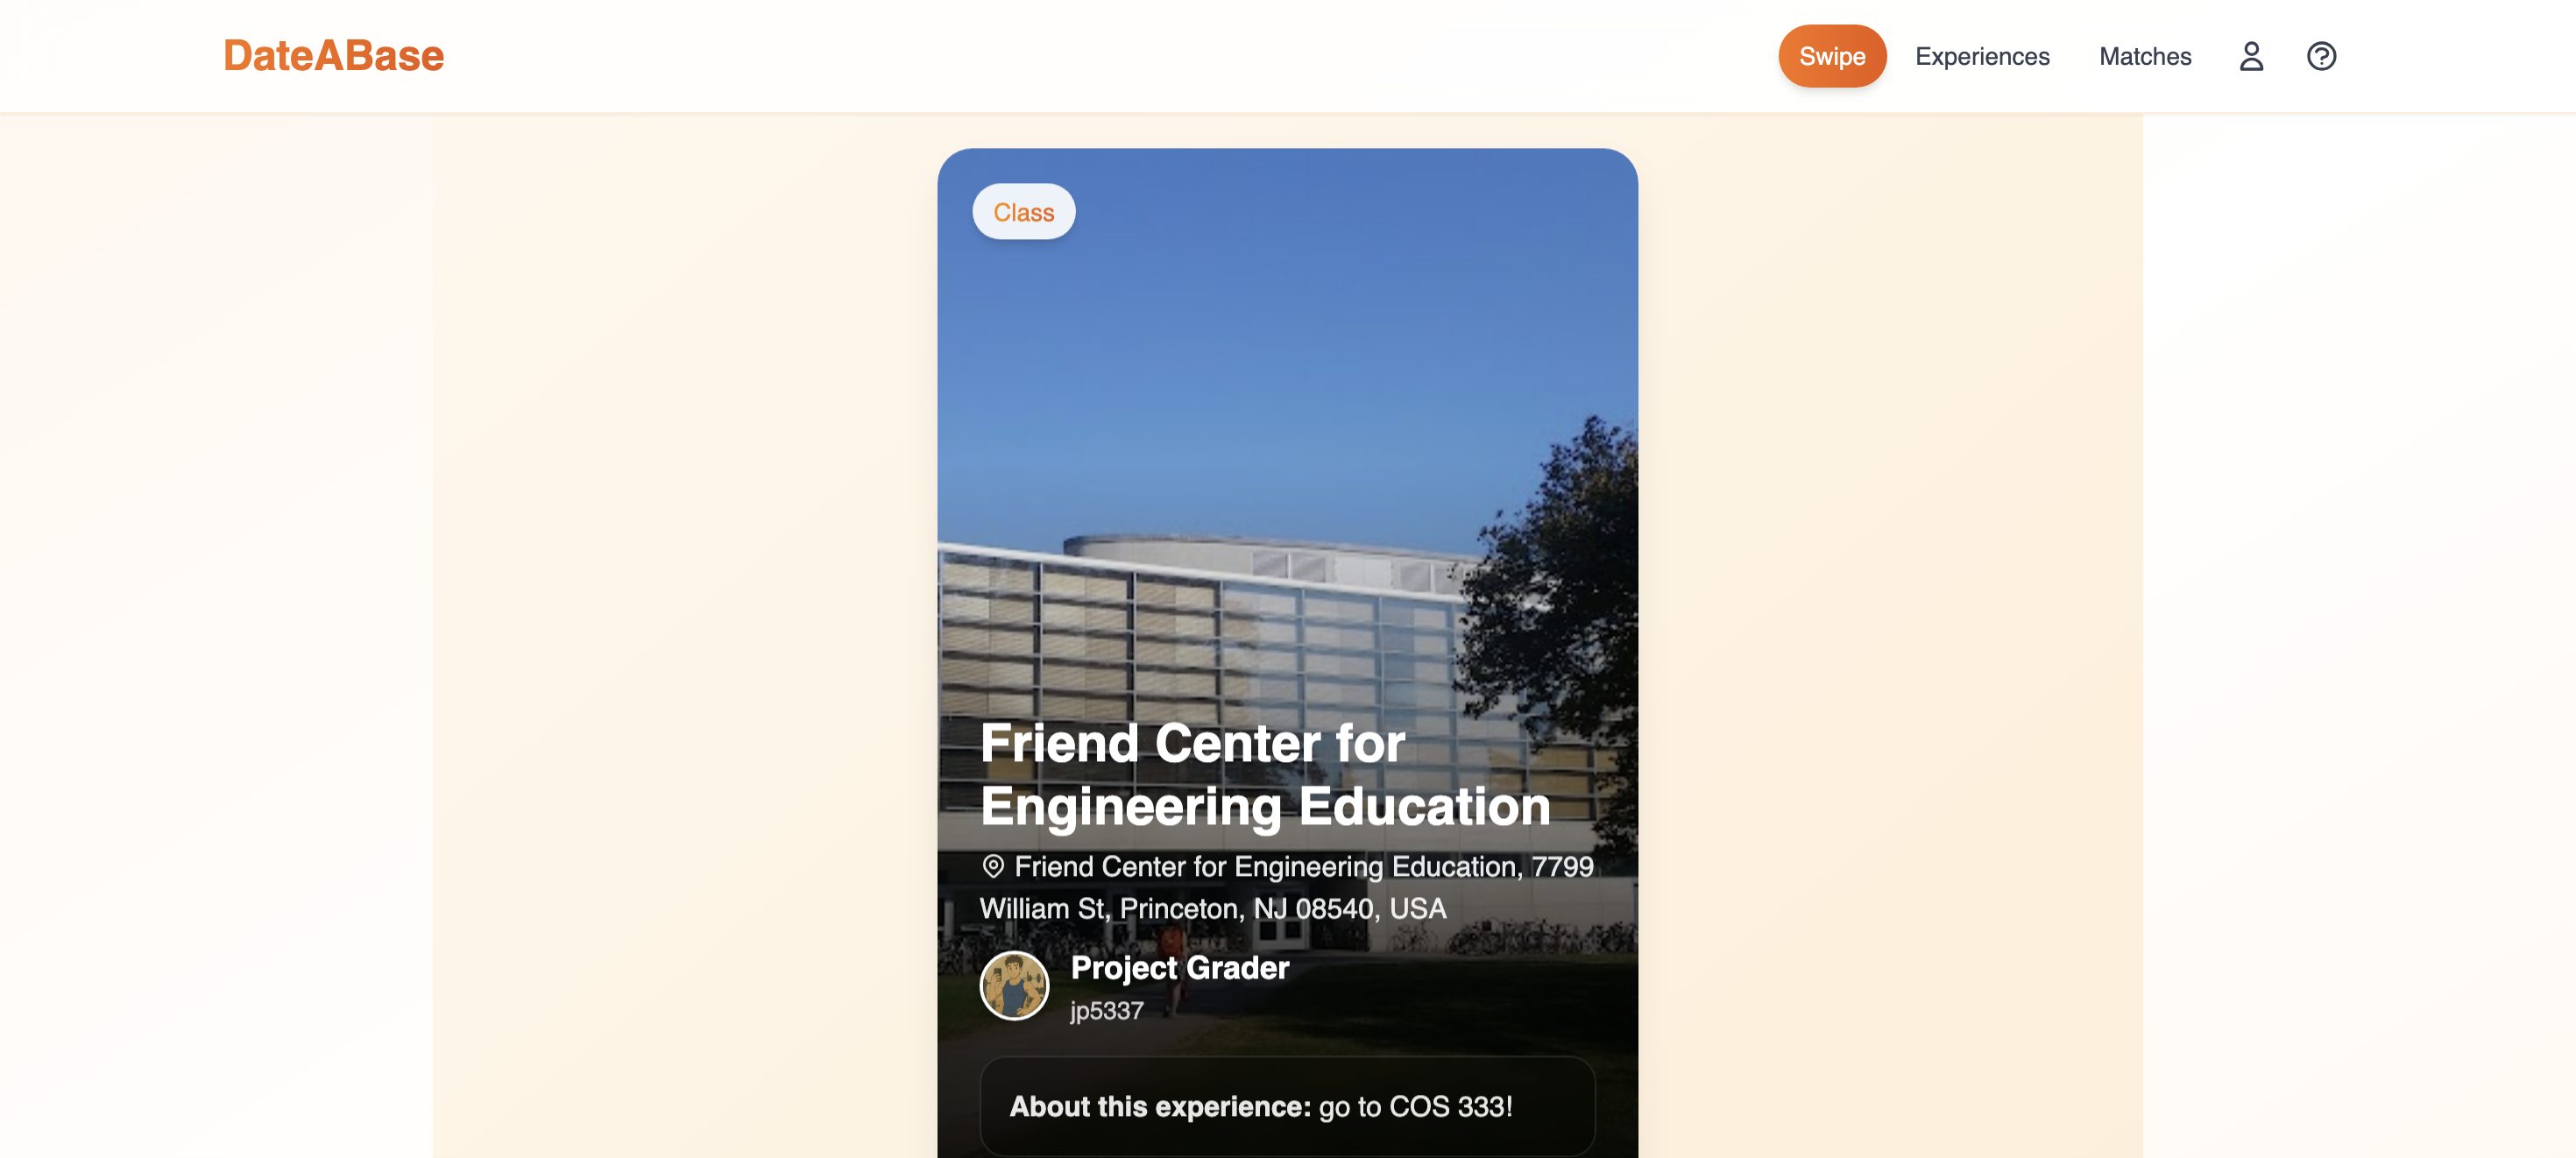 DateABase
Swipe Experiences Matches
Class
Friend Center for
Engineering Education
Friend Center for Engineering Education, 7799
William St, Princeton, NJ 08540, USA
Project Grader
jp5337
About this experience: go to COS 333!